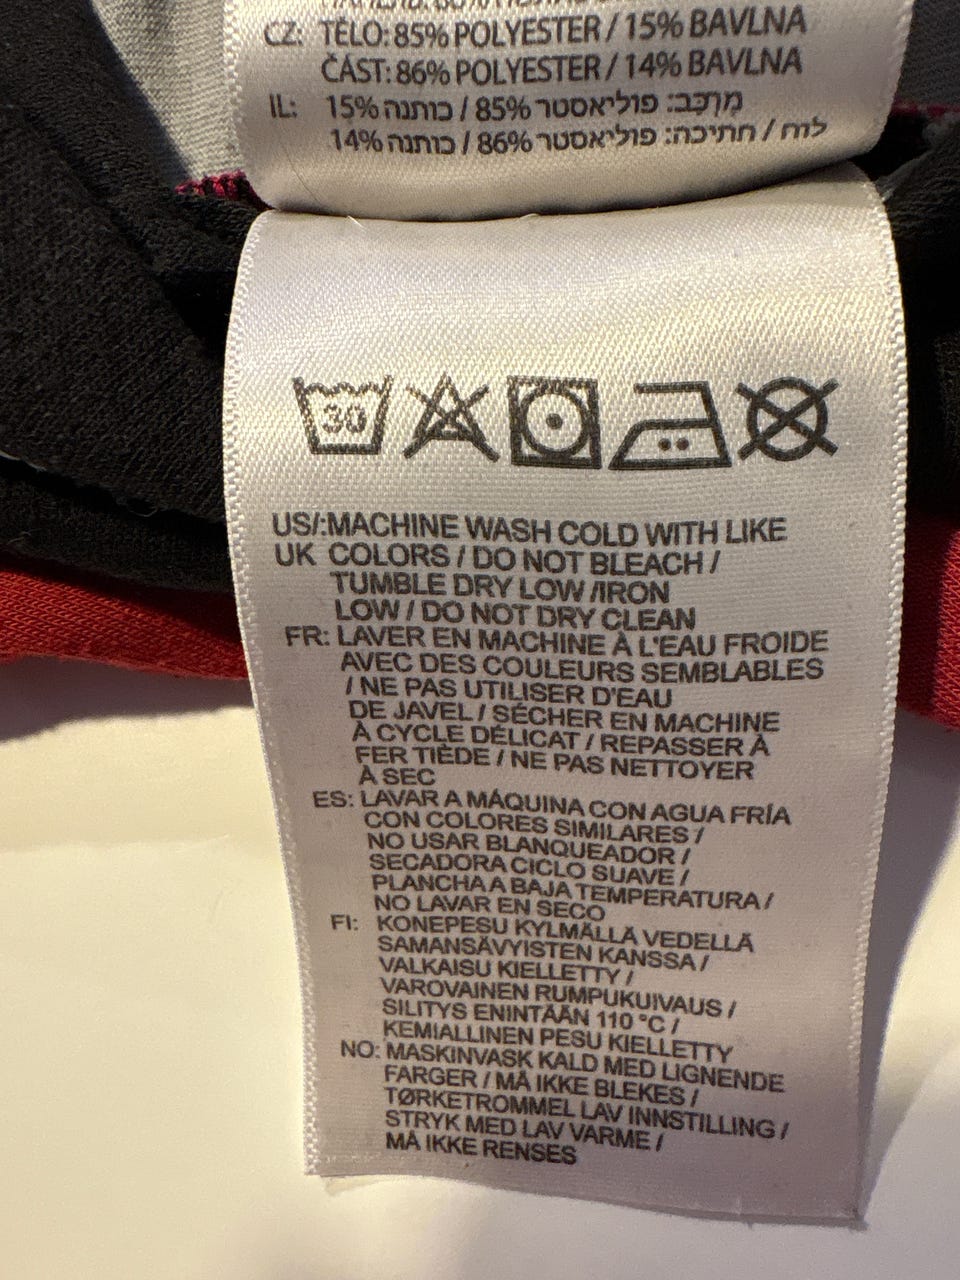 CZ: TĚLO: 85% POLYESTER / 15% BAVLNA
ČÁST: 86% POLYESTER / 14% BAVLNA
IL: מֻרְכָּב: פוליאסטר 85% / כותנה 15%
לוח / חתיכה: פוליאסטר 86% / כותנה 14%
30
US/:MACHINE WASH COLD WITH LIKE
UK COLORS / DO NOT BLEACH /
TUMBLE DRY LOW /IRON
LOW / DO NOT DRY CLEAN
FR: LAVER EN MACHINE À L'EAU FROIDE
AVEC DES COULEURS SEMBLABLES
/ NE PAS UTILISER D'EAU
DE JAVEL / SÉCHER EN MACHINE
À CYCLE DÉLICAT / REPASSER À
FER TIÈDE / NE PAS NETTOYER
À SEC
ES: LAVAR A MÁQUINA CON AGUA FRÍA
CON COLORES SIMILARES /
NO USAR BLANQUEADOR /
SECADORA CICLO SUAVE /
PLANCHA A BAJA TEMPERATURA /
NO LAVAR EN SECO
FI: KONEPESU KYLMÄLLÄ VEDELLÄ
SAMANSÄVYISTEN KANSSA /
VALKAISU KIELLETTY /
VAROVAINEN RUMPUKUIVAUS /
SILITYS ENINTÄÄN 110 °C /
KEMIALLINEN PESU KIELLETTY
NO: MASKINVASK KALD MED LIGNENDE
FARGER / MÅ IKKE BLEKES /
TØRKETROMMEL LAV INNSTILLING /
STRYK MED LAV VARME /
MÅ IKKE RENSES